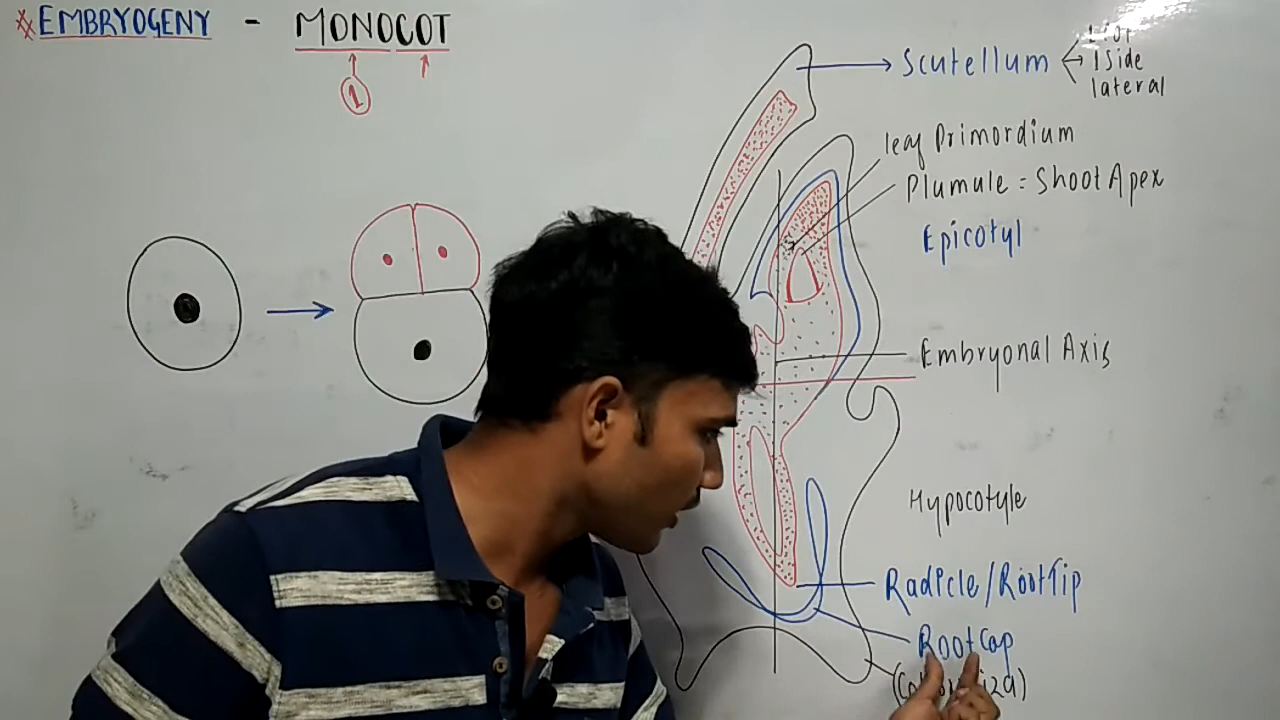 EMBRYOGENY - MONOCOT
1
Scutellum
1 Side
lateral
leaf Primordium
Plumule = Shoot Apex
Epicotyl
Embryonal Axis
Hypocotyle
Radicle/Root Tip
Root Cap